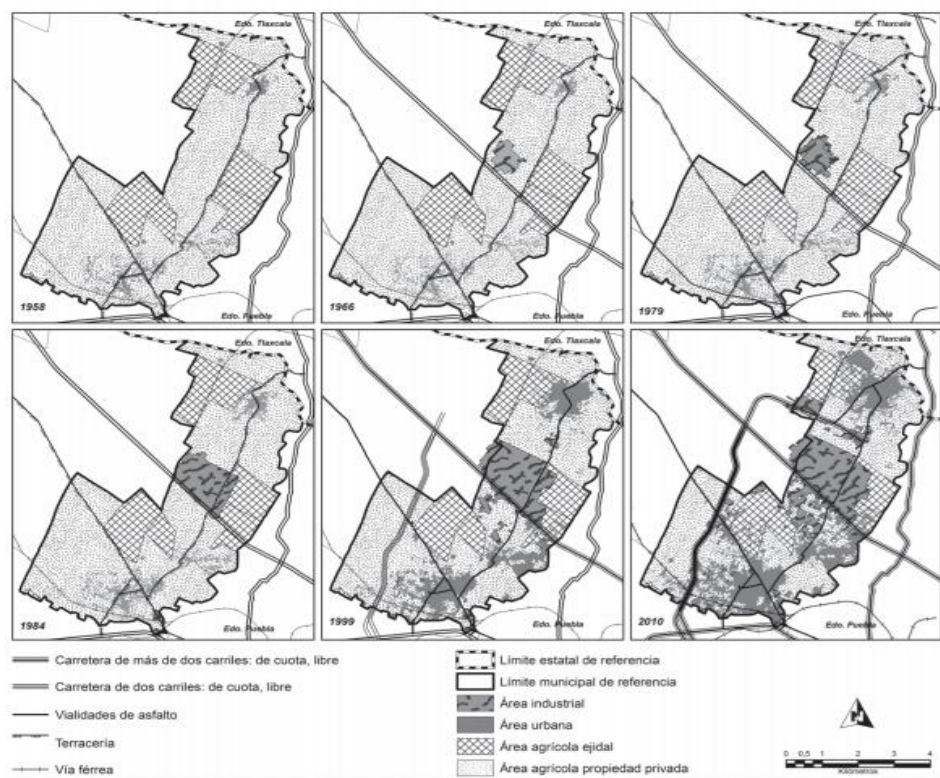 Edo. Tlaxcala
1958
Edo. Puebla
Edo. Tlaxcala
1966
Edo. Puebla
Edo. Tlaxcala
1979
Edo. Puebla
Edo. Tlaxcala
1984
Edo. Puebla
Edo. Tlaxcala
1999
Edo. Puebla
Edo. Tlaxcala
2010
Edo. Puebla
Carretera de más de dos carriles: de cuota, libre
Carretera de dos carriles: de cuota, libre
Vialidades de asfalto
Terracería
Vía férrea
Límite estatal de referencia
Límite municipal de referencia
Área industrial
Área urbana
Área agrícola ejidal
Área agrícola propiedad privada
N
0 0,5 1 2 3 4
Kilómetros